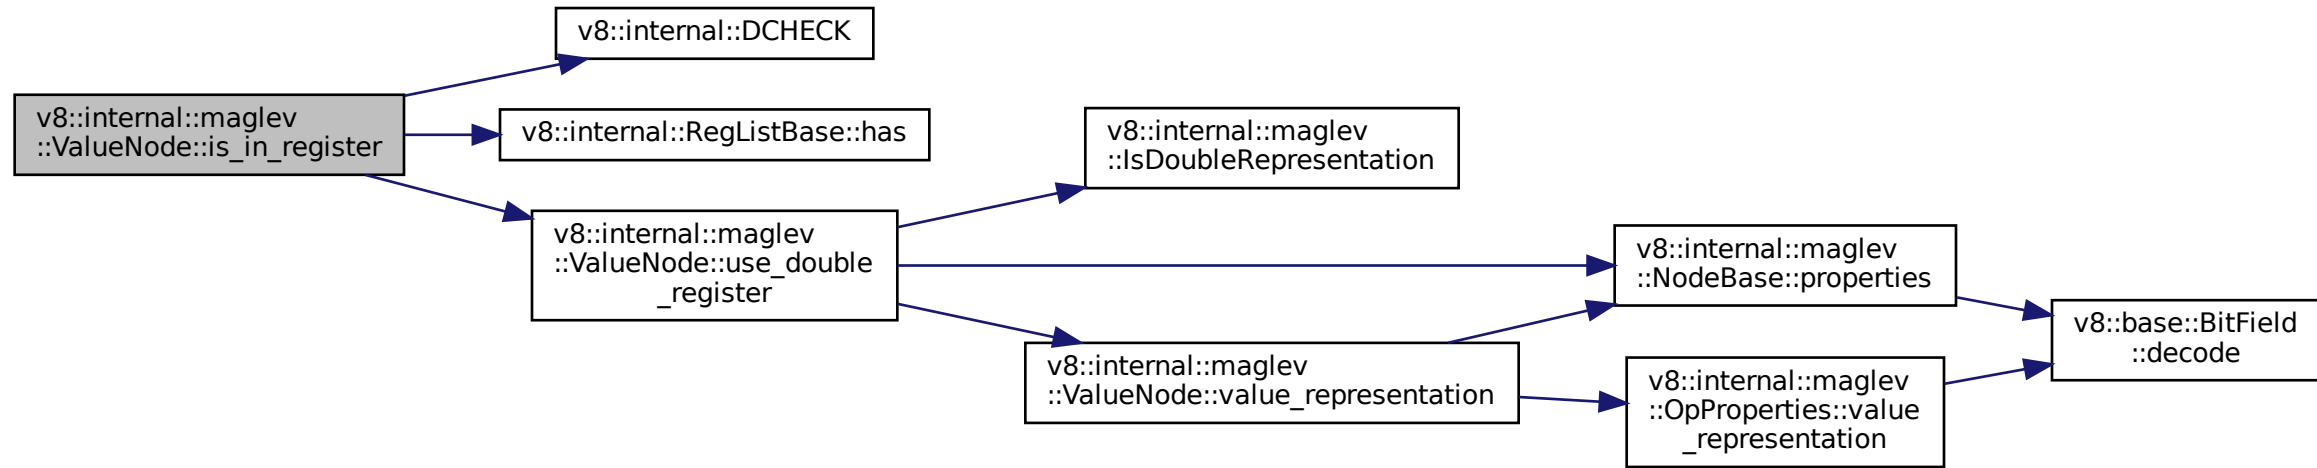 v8::internal::DCHECK
v8::internal::maglev
::ValueNode::is_in_register
v8::internal::RegListBase::has
v8::internal::maglev
::IsDoubleRepresentation
v8::internal::maglev
::ValueNode::use_double
_register
v8::internal::maglev
::NodeBase::properties
v8::internal::maglev
::ValueNode::value_representation
v8::base::BitField
::decode
v8::internal::maglev
::OpProperties::value
_representation